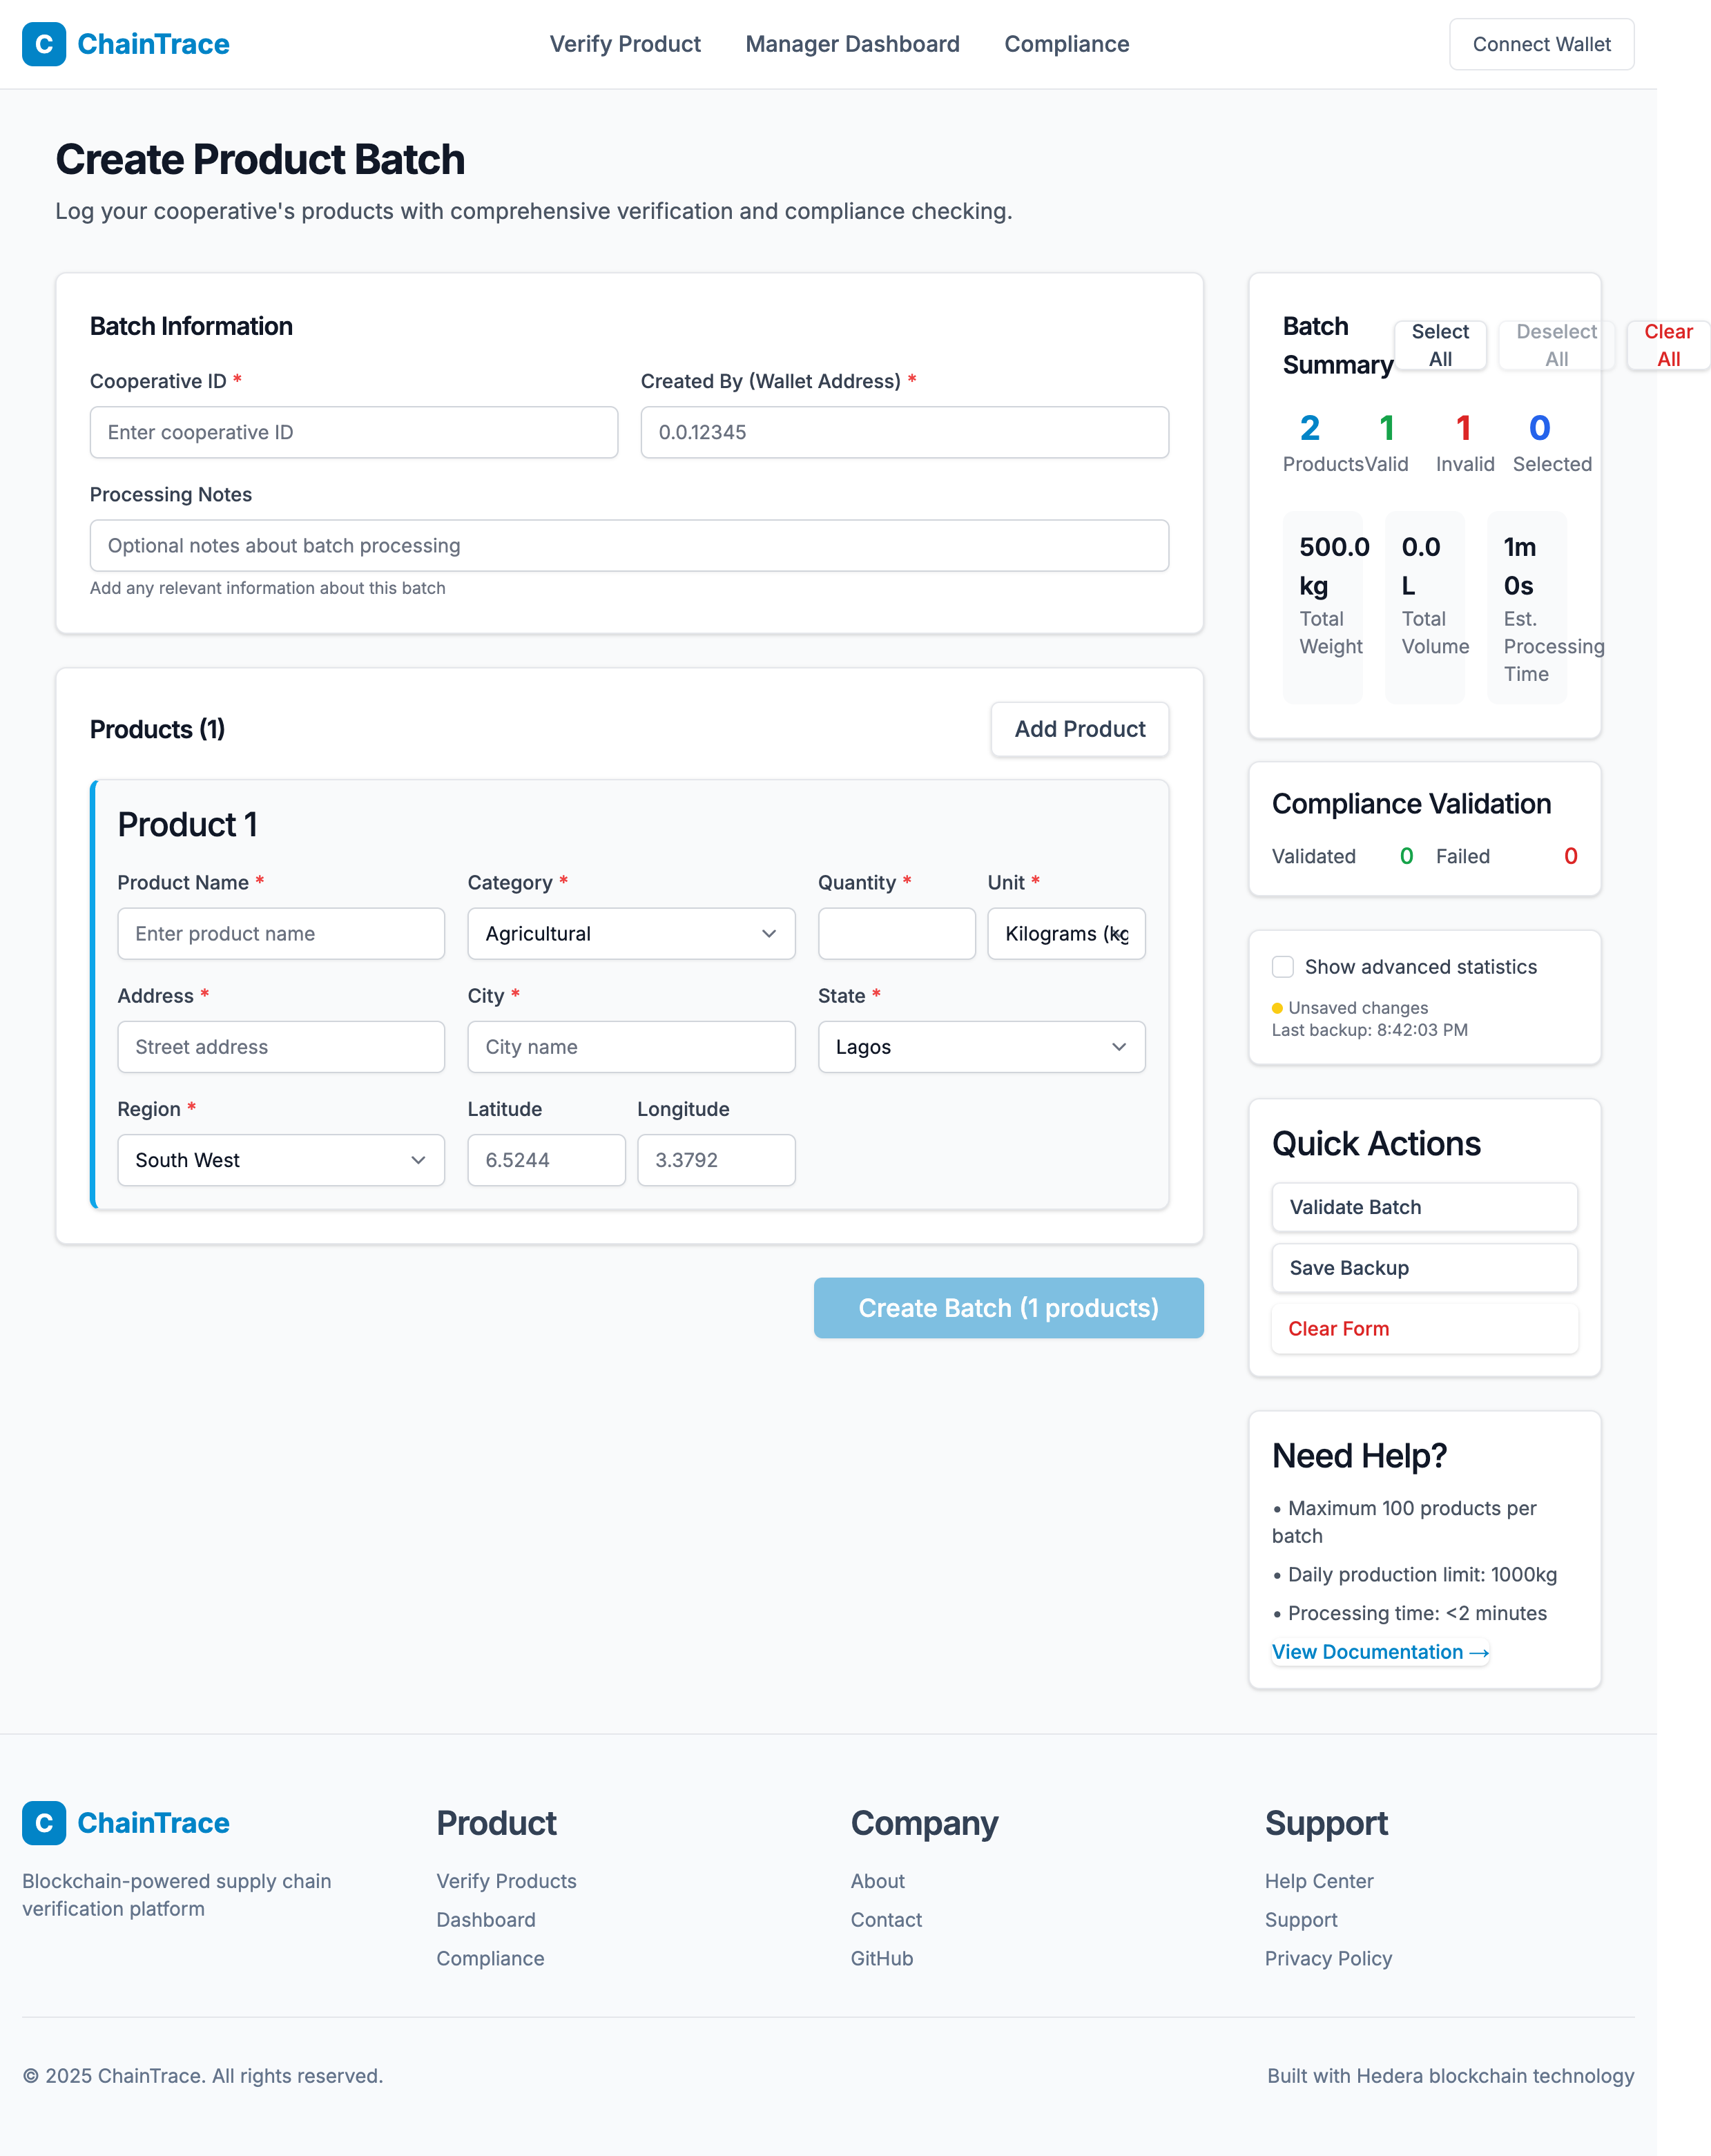 C ChainTrace
Verify Product
Manager Dashboard
Compliance
Connect Wallet
Create Product Batch
Log your cooperative's products with comprehensive verification and compliance checking.
Batch Information
Cooperative ID *
Created By (Wallet Address) *
Enter cooperative ID
0.0.12345
Processing Notes
Optional notes about batch processing
Add any relevant information about this batch
Products (1)
Add Product
Product 1
Product Name *
Category *
Quantity *
Unit *
Enter product name
Agricultural
Kilograms (kg
Address *
City *
State *
Street address
City name
Lagos
Region *
Latitude
Longitude
South West
6.5244
3.3792
Create Batch (1 products)
Batch
Summary
Select
All
Deselect
All
Clear
All
2
Products
1
Valid
1
Invalid
0
Selected
500.0
kg
Total
Weight
0.0
L
Total
Volume
1m
0s
Est.
Processing
Time
Compliance Validation
Validated 0 Failed 0
Show advanced statistics
Unsaved changes
Last backup: 8:42:03 PM
Quick Actions
Validate Batch
Save Backup
Clear Form
Need Help?
• Maximum 100 products per
batch
• Daily production limit: 1000kg
• Processing time: <2 minutes
View Documentation →
C ChainTrace
Blockchain-powered supply chain
verification platform
Product
Verify Products
Dashboard
Compliance
Company
About
Contact
GitHub
Support
Help Center
Support
Privacy Policy
© 2025 ChainTrace. All rights reserved.
Built with Hedera blockchain technology